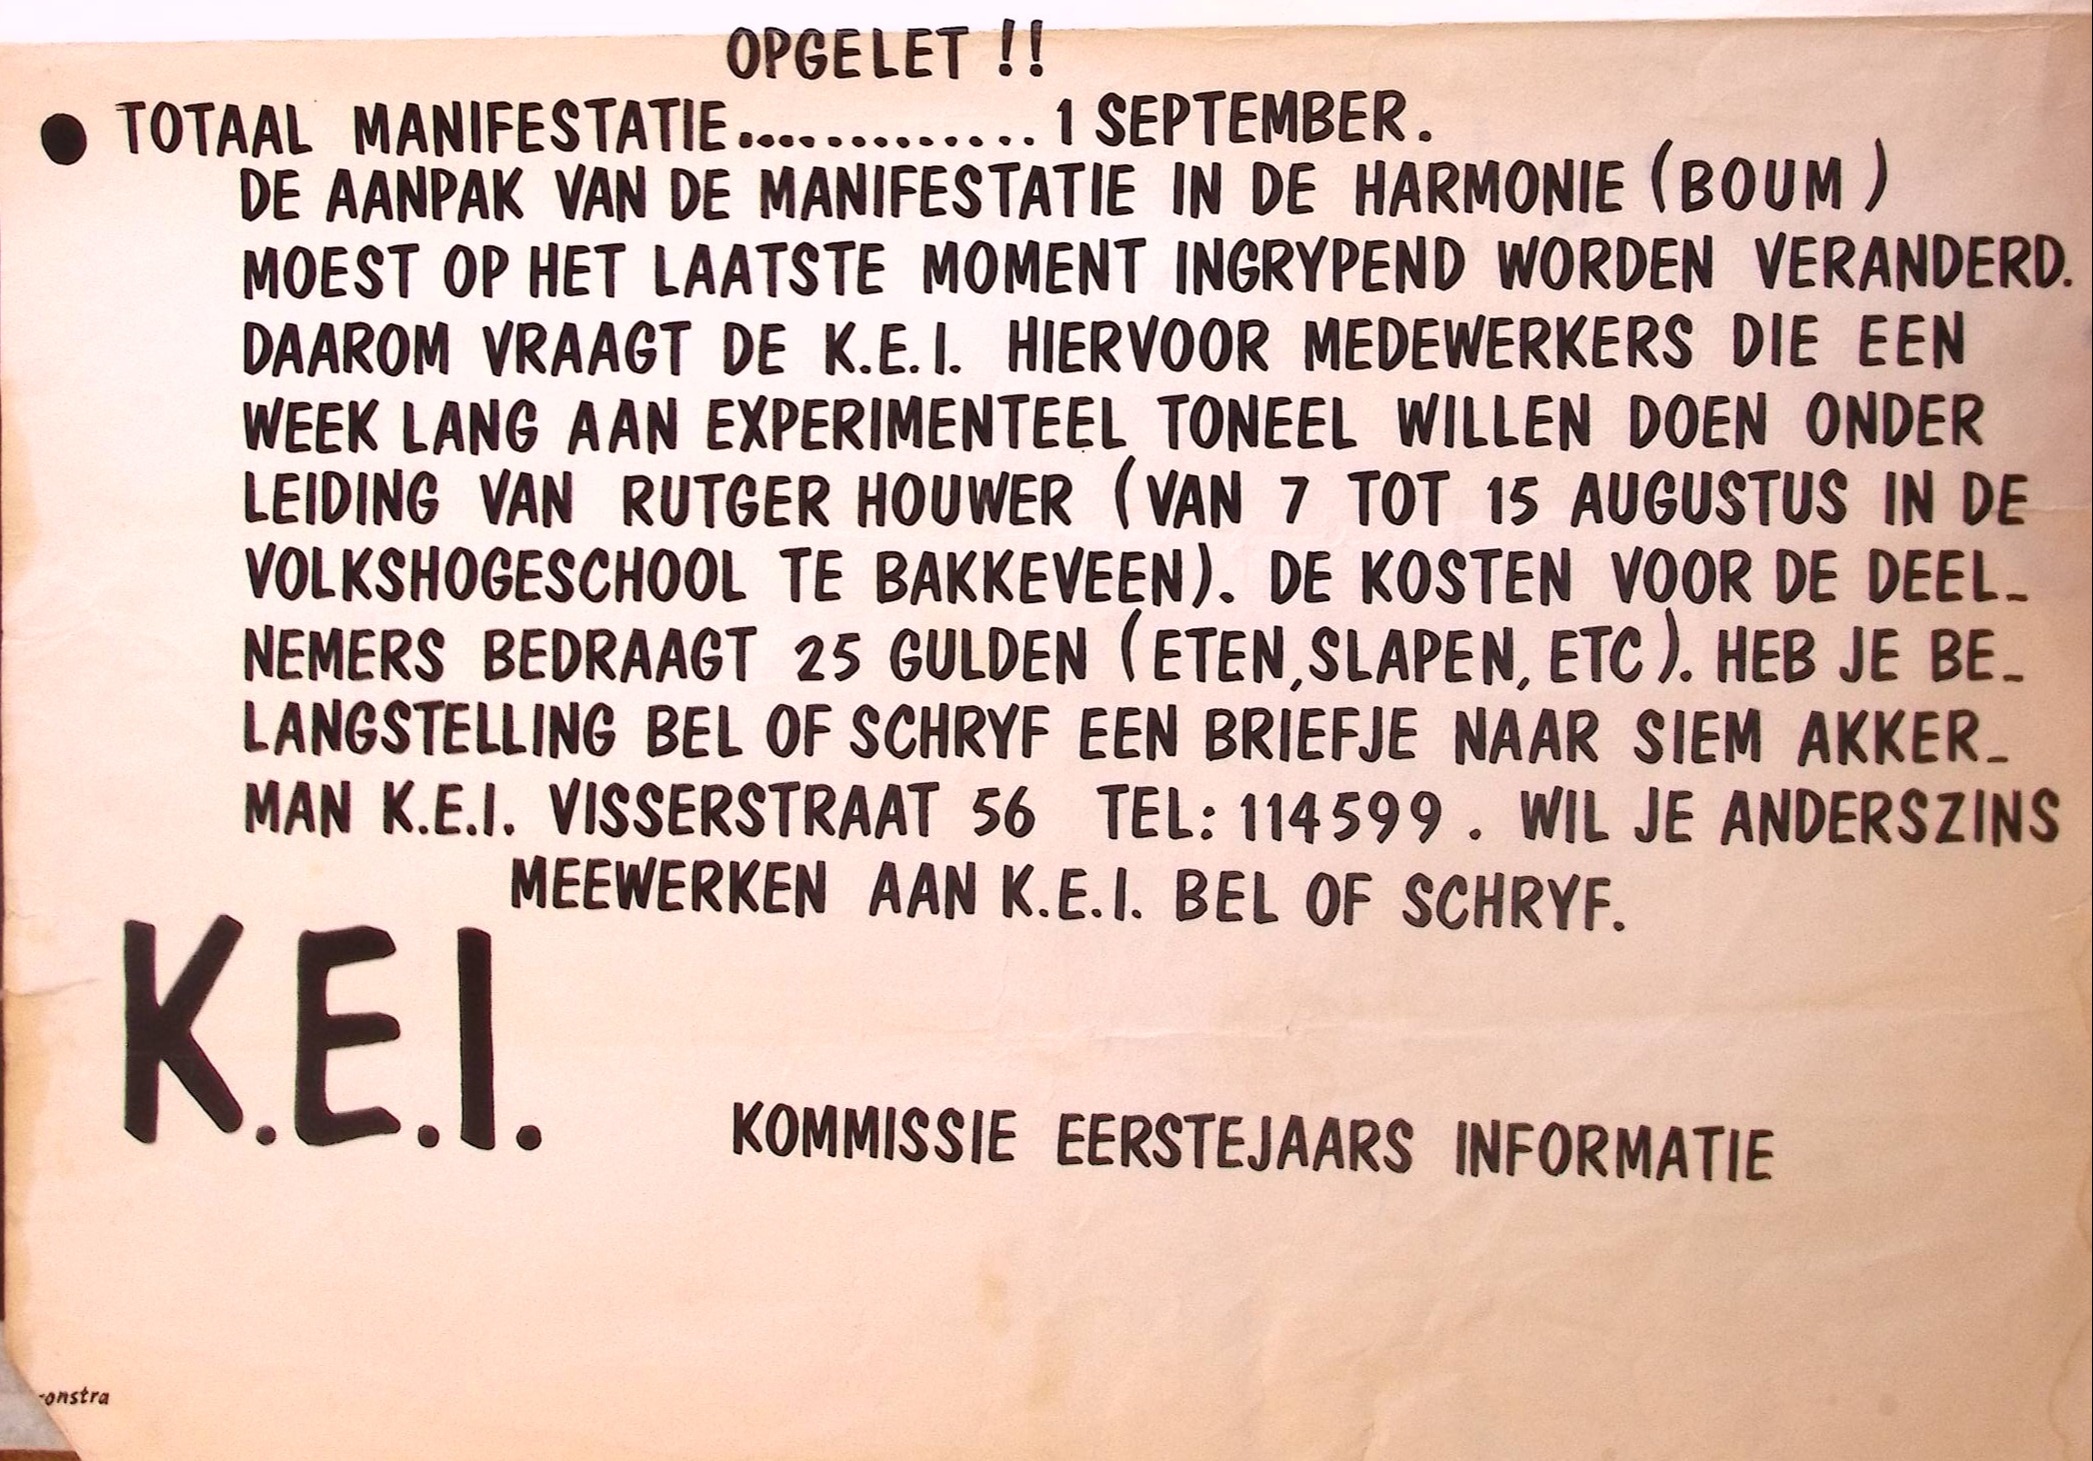 OPGELET !!
● TOTAAL MANIFESTATIE............. 1 SEPTEMBER.
DE AANPAK VAN DE MANIFESTATIE IN DE HARMONIE (BOUM)
MOEST OP HET LAATSTE MOMENT INGRYPEND WORDEN VERANDERD.
DAAROM VRAAGT DE K.E.I. HIERVOOR MEDEWERKERS DIE EEN
WEEK LANG AAN EXPERIMENTEEL TONEEL WILLEN DOEN ONDER
LEIDING VAN RUTGER HOUWER (VAN 7 TOT 15 AUGUSTUS IN DE
VOLKSHOGESCHOOL TE BAKKEVEEN). DE KOSTEN VOOR DE DEEL-
NEMERS BEDRAAGT 25 GULDEN (ETEN, SLAPEN, ETC). HEB JE BE-
LANGSTELLING BEL OF SCHRYF EEN BRIEFJE NAAR SIEM AKKER-
MAN K.E.I. VISSERSTRAAT 56 TEL: 114599. WIL JE ANDERSZINS
MEEWERKEN AAN K.E.I. BEL OF SCHRYF.
K.E.I.
KOMMISSIE EERSTEJAARS INFORMATIE
onstra